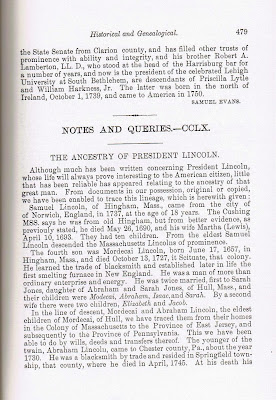 Historical and Genealogical. 479
the State Senate from Clarion county, and has filled other trusts of
prominence with ability and integrity, and his brother Robert A.
Lamberton, LL. D., who stood at the head of the Harrisburg bar for
a number of years, and now is the president of the celebrated Lehigh
University at South Bethlehem, are descendants of Priscilla Lytle
and William Harkness, Jr. The latter was born in the north of
Ireland, October 1, 1739, and came to America in 1750.
SAMUEL EVANS.
NOTES AND QUERIES.—CCLX.
THE ANCESTRY OF PRESIDENT LINCOLN.
Although much has been written concerning President Lincoln,
whose life will always prove interesting to the American citizen, little
that has been reliable has appeared relating to the ancestry of that
great man. From documents in our possession, original or copied,
we have been enabled to trace this lineage, which is herewith given:
Samuel Lincoln, of Hingham, Mass., came from the city of
of Norwich, England, in 1737, at the age of 18 years. The Cushing
MSS. says he was from old Hingham, but from better evidence, as
previously stated, he died May 26, 1690, and his wife Martha (Lewis),
April 10, 1693. They had ten children. From the eldest Samuel
Lincoln descended the Massachusetts Lincolns of prominence.
The fourth son was Mordecai Lincoln, born June 17, 1657, in
Hingham, Mass., and died October 13, 1727, it Scituate, that colony.
He learned the trade of blacksmith and established later in life the
first smelting furnace in New England. He was a man of more than
ordinary enterprise and energy. He was twice married, first to Sarah
Jones, daughter of Abraham and Sarah Jones, of Hull, Mass., and
their children were Mordecai, Abraham, Isaac, and Sarah. By a second
wife there were two children, Elizabeth and Jacob.
In the line of descent, Mordecai and Abraham Lincoln, the eldest
children of Mordecai, of Hull, we have traced them from their homes
in the Colony of Massachusetts to the Province of East Jersey, and
subsequently to the Province of Pennsylvania. This we have been
able to do by wills, deeds and transfers thereof. The younger of the
twain, Abraham Lincoln, came to Chester county, Pa., about the year
1730. He was a blacksmith by trade and resided in Springfield town-
ship, that county, where he died in April, 1745. At his death his